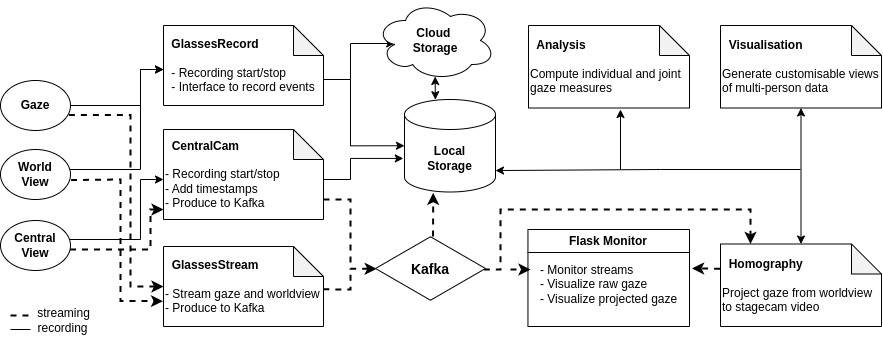 GlassesRecord
- Recording start/stop
- Interface to record events
Cloud
Storage
Analysis
Compute individual and joint
gaze measures
Visualisation
Generate customisable views
of multi-person data
Gaze
World
View
Central
View
CentralCam
- Recording start/stop
- Add timestamps
- Produce to Kafka
Local
Storage
GlassesStream
- Stream gaze and worldview
- Produce to Kafka
Kafka
Flask Monitor
- Monitor streams
- Visualize raw gaze
- Visualize projected gaze
Homography
Project gaze from worldview
to stagecam video
streaming
recording